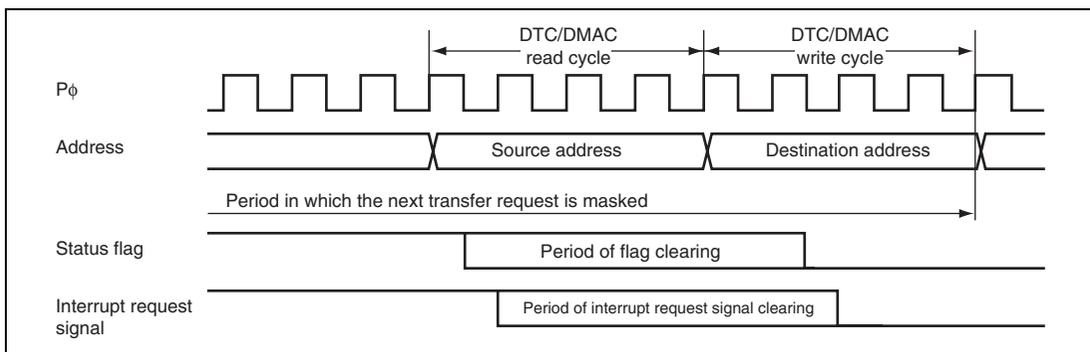 DTC/DMAC
read cycle
DTC/DMAC
write cycle
Pϕ
Address
Source address
Destination address
Period in which the next transfer request is masked
Status flag
Period of flag clearing
Interrupt request
signal
Period of interrupt request signal clearing